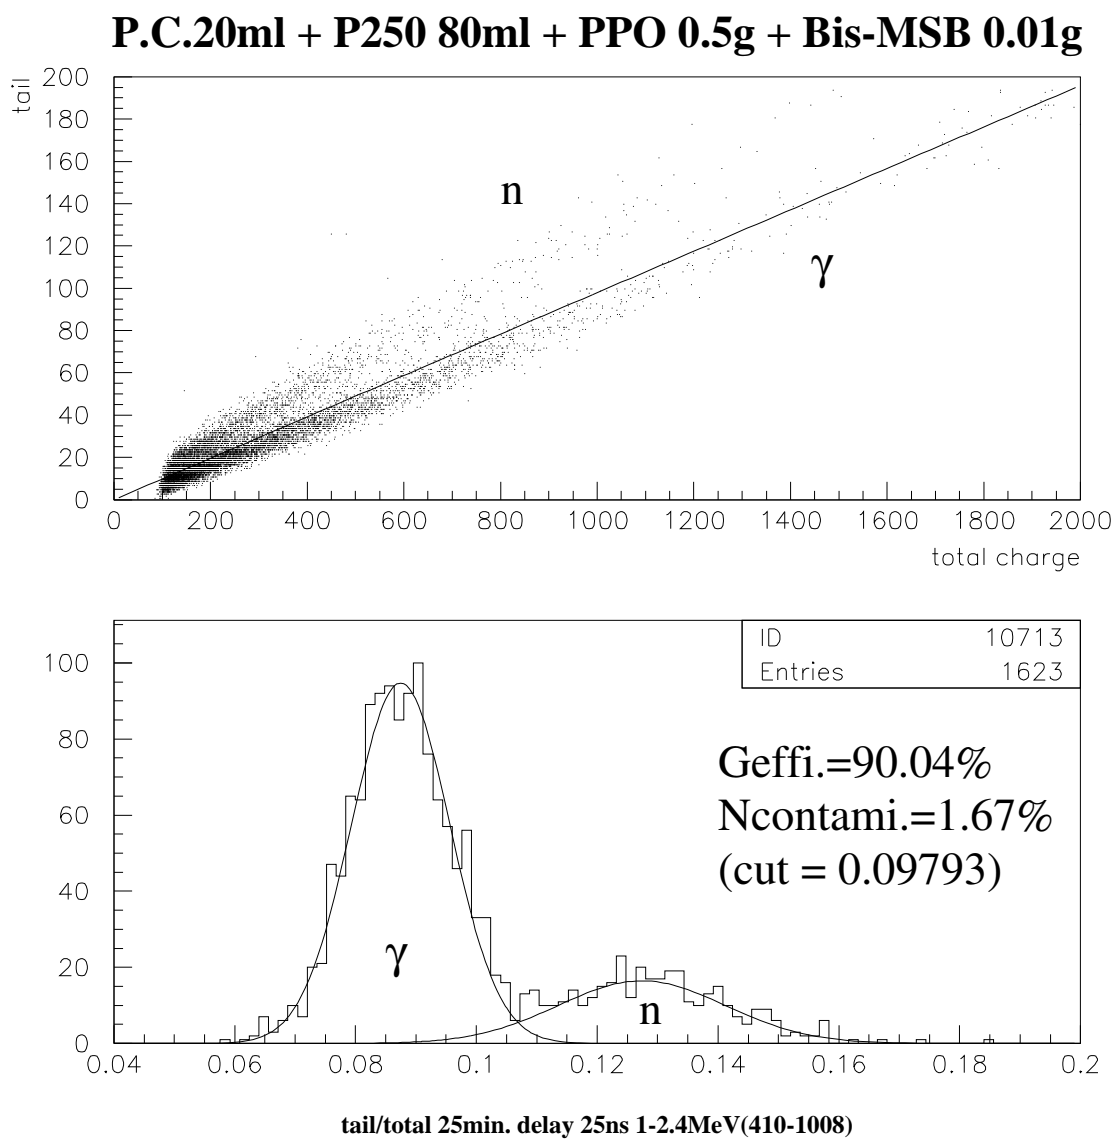 P.C.20ml + P250 80ml + PPO 0.5g + Bis-MSB 0.01g
tail
200
180
160
140
120
100
80
60
40
20
0
n
γ
0 200 400 600 800 1000 1200 1400 1600 1800 2000
total charge
ID 10713
Entries 1623
100
80
60
40
20
0
Geffi.=90.04%
Ncontami.=1.67%
(cut = 0.09793)
γ
n
0.04 0.06 0.08 0.1 0.12 0.14 0.16 0.18 0.2
tail/total 25min. delay 25ns 1-2.4MeV(410-1008)